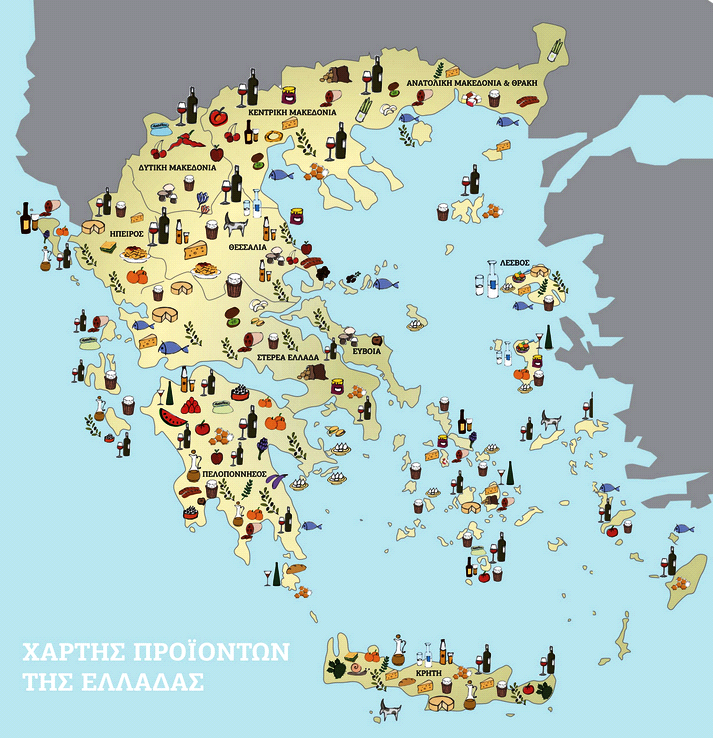 ΑΝΑΤΟΛΙΚΗ ΜΑΚΕΔΟΝΙΑ & ΘΡΑΚΗ
ΚΕΝΤΡΙΚΗ ΜΑΚΕΔΟΝΙΑ
ΔΥΤΙΚΗ ΜΑΚΕΔΟΝΙΑ
ΗΠΕΙΡΟΣ
ΘΕΣΣΑΛΙΑ
ΛΕΣΒΟΣ
ΣΤΕΡΕΑ ΕΛΛΑΔΑ
ΕΥΒΟΙΑ
ΠΕΛΟΠΟΝΝΗΣΟΣ
ΧΑΡΤΗΣ ΠΡΟΪΟΝΤΩΝ
ΤΗΣ ΕΛΛΑΔΑΣ
ΚΡΗΤΗ